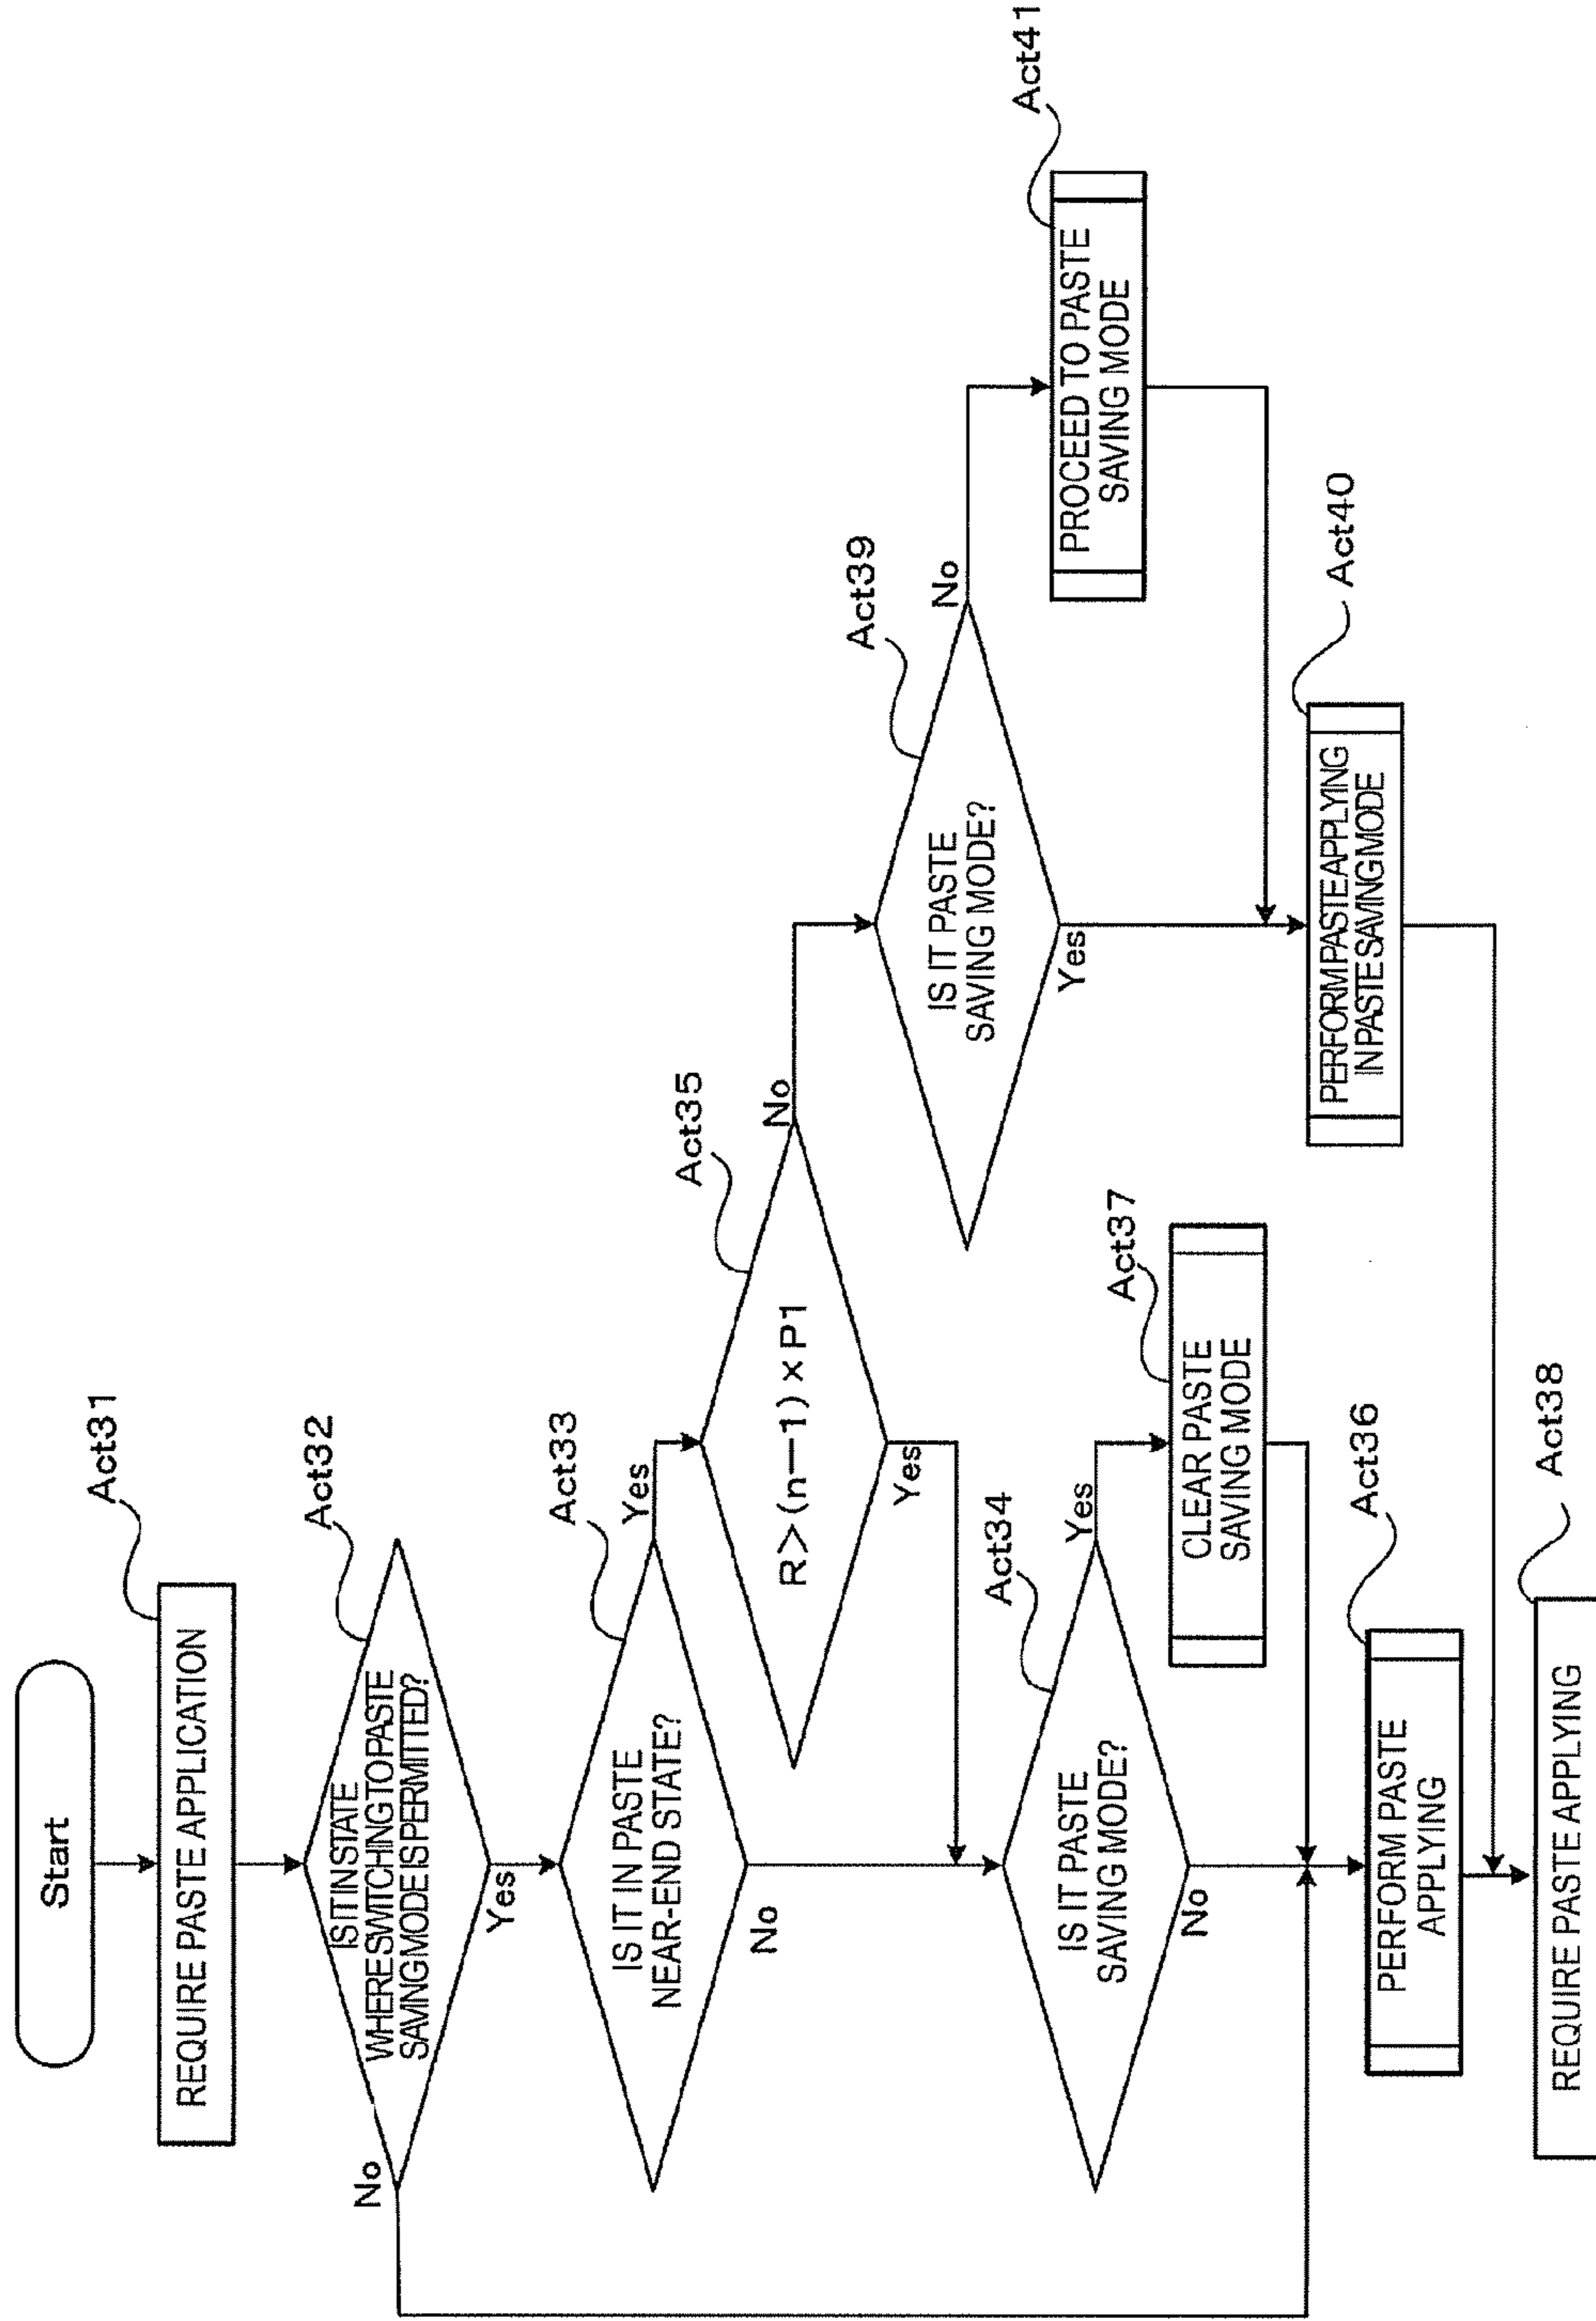 Start
REQUIRE PASTE APPLICATION
Act31
IS IT IN STATE
WHERE SWITCHING TO PASTE
SAVING MODE IS PERMITTED?
Act32
No
Yes
IS IT IN PASTE
NEAR-END STATE?
Act33
Yes
No
R>(n—1)×P1
Act35
No
Yes
IS IT PASTE
SAVING MODE?
Act39
No
Yes
PROCEED TO PASTE
SAVING MODE
Act41
IS IT PASTE
SAVING MODE?
Act34
Yes
No
CLEAR PASTE
SAVING MODE
Act37
PERFORM PASTE APPLYING
IN PASTE SAVING MODE
Act40
PERFORM PASTE
APPLYING
Act36
REQUIRE PASTE APPLYING
Act38